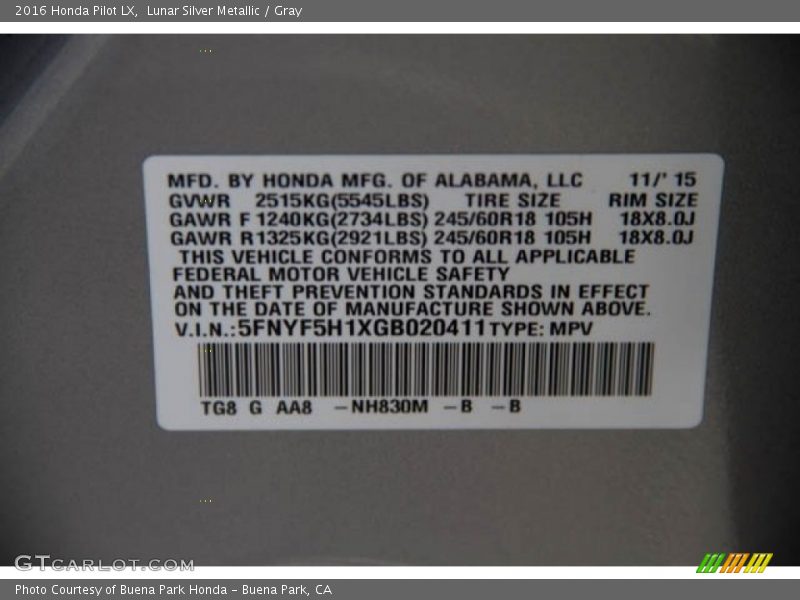 2016 Honda Pilot LX,  Lunar Silver Metallic / Gray
MFD. BY HONDA MFG. OF ALABAMA, LLC 11/' 15
GVWR 2515KG(5545LBS) TIRE SIZE RIM SIZE
GAWR F 1240KG(2734LBS) 245/60R18 105H 18X8.0J
GAWR R1325KG(2921LBS) 245/60R18 105H 18X8.0J
THIS VEHICLE CONFORMS TO ALL APPLICABLE
FEDERAL MOTOR VEHICLE SAFETY
AND THEFT PREVENTION STANDARDS IN EFFECT
ON THE DATE OF MANUFACTURE SHOWN ABOVE.
V.I.N.:5FNYF5H1XGB020411 TYPE: MPV
TG8 G AA8 –NH830M –B –B
GTCARLOT.COM
Photo Courtesy of Buena Park Honda – Buena Park, CA